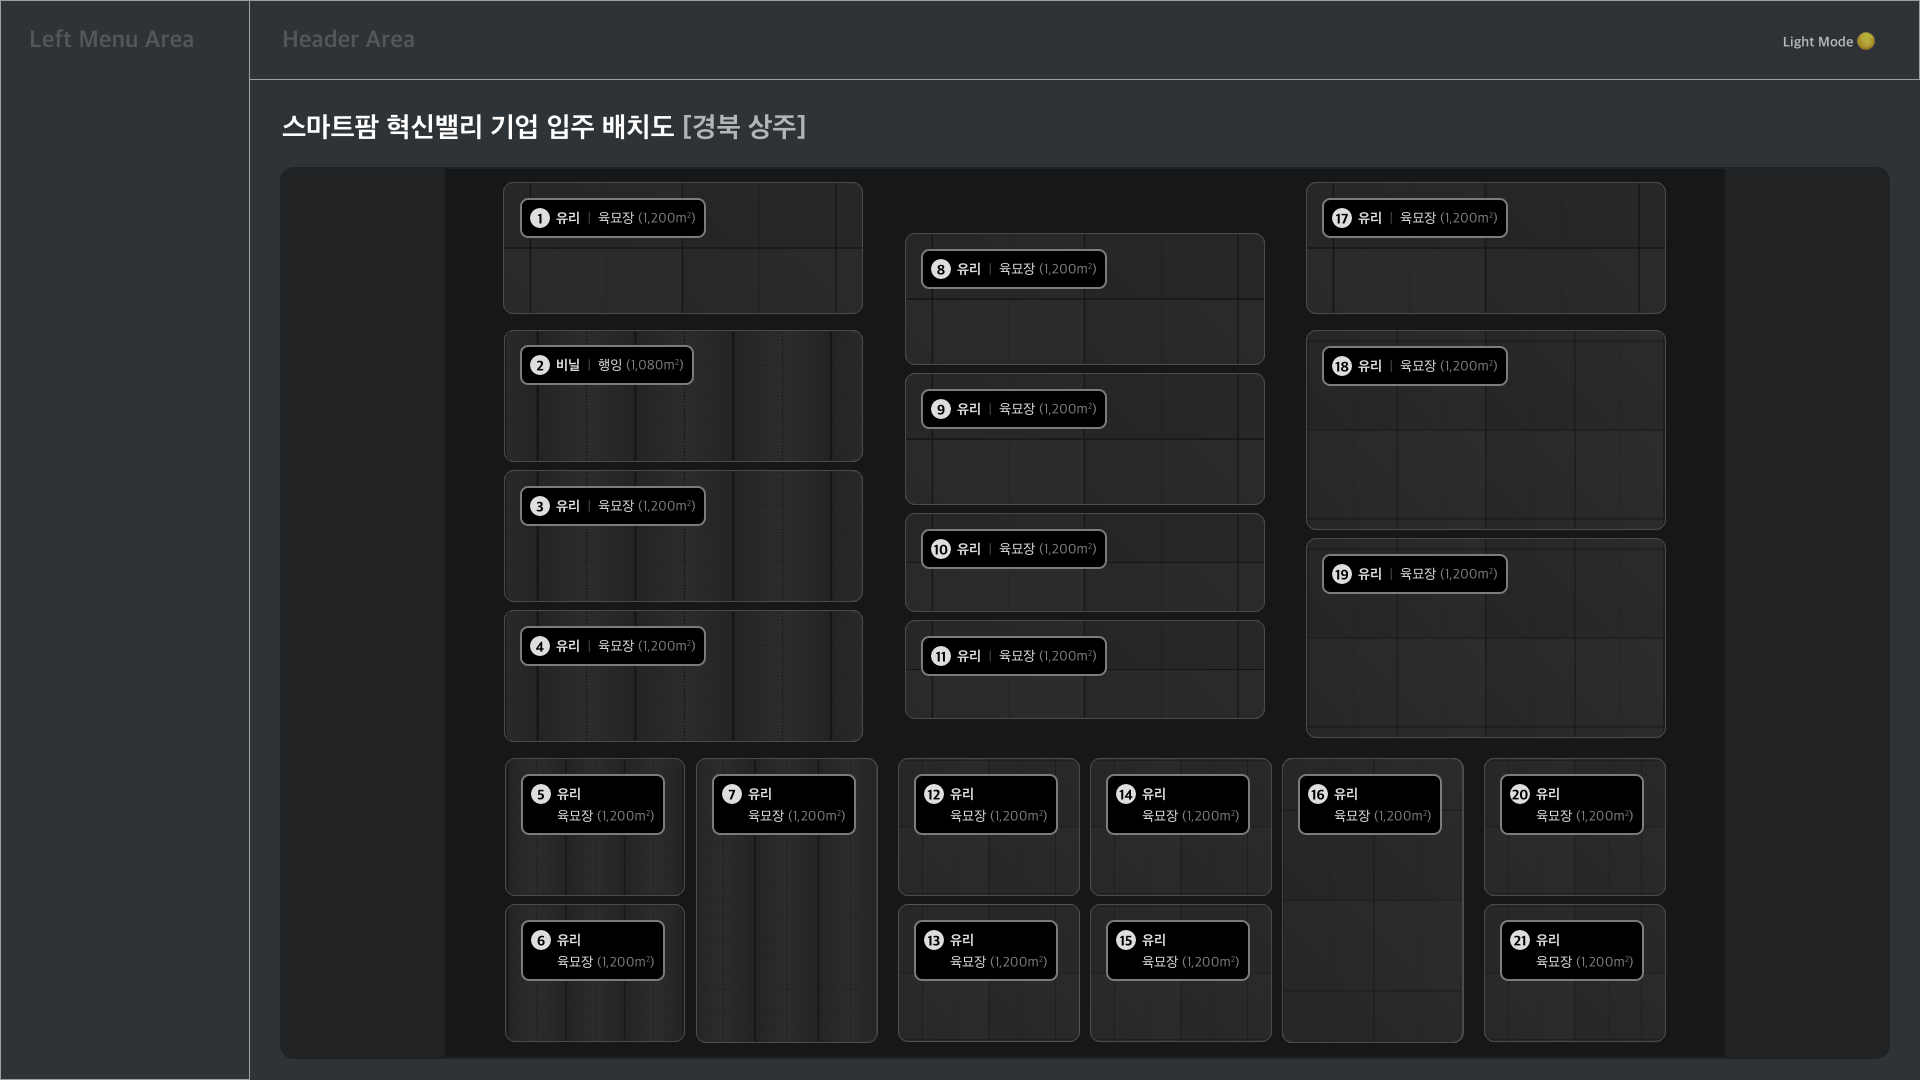 Left Menu Area
Header Area
Light Mode
스마트팜 혁신밸리 기업 입주 배치도 [경북 상주]
1 유리 | 육묘장 (1,200m²)
2 비닐 | 행잉 (1,080m²)
3 유리 | 육묘장 (1,200m²)
4 유리 | 육묘장 (1,200m²)
5 유리
육묘장 (1,200m²)
6 유리
육묘장 (1,200m²)
7 유리
육묘장 (1,200m²)
8 유리 | 육묘장 (1,200m²)
9 유리 | 육묘장 (1,200m²)
10 유리 | 육묘장 (1,200m²)
11 유리 | 육묘장 (1,200m²)
12 유리
육묘장 (1,200m²)
13 유리
육묘장 (1,200m²)
14 유리
육묘장 (1,200m²)
15 유리
육묘장 (1,200m²)
16 유리
육묘장 (1,200m²)
17 유리 | 육묘장 (1,200m²)
18 유리 | 육묘장 (1,200m²)
19 유리 | 육묘장 (1,200m²)
20 유리
육묘장 (1,200m²)
21 유리
육묘장 (1,200m²)